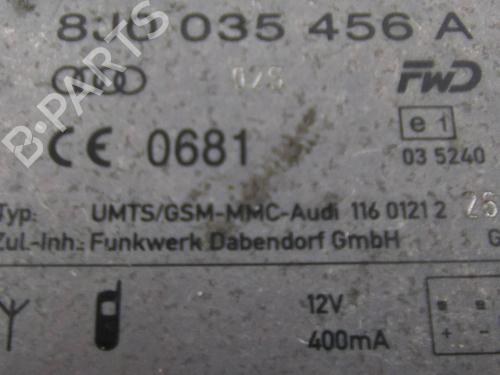 8J0 035 456 A
FWD
e 1
CE 0681
03 5240
Typ: UMTS/GSM-MMC-Audi 116 0121 2
Zul.-Inh.: Funkwerk Dabendorf GmbH G
12V
400mA
+ -
B-PARTS